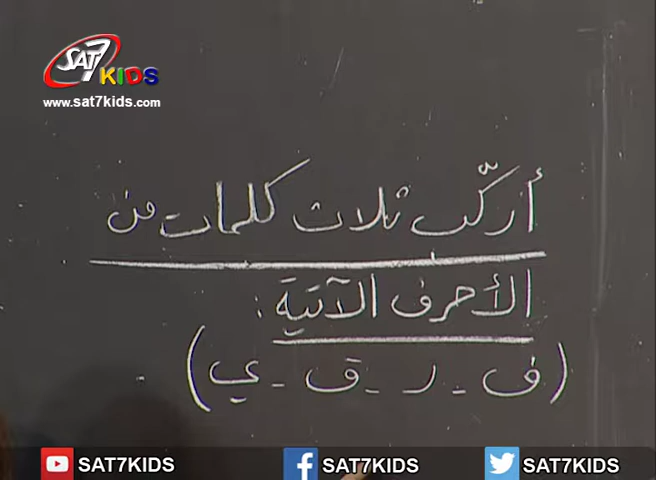 SAT7 KIDS
www.sat7kids.com
أركّب ثلاث كلمات من
الأحرف الآتية :
(ف - ر - ق - ي)
SAT7KIDS
SAT7KIDS
SAT7KIDS